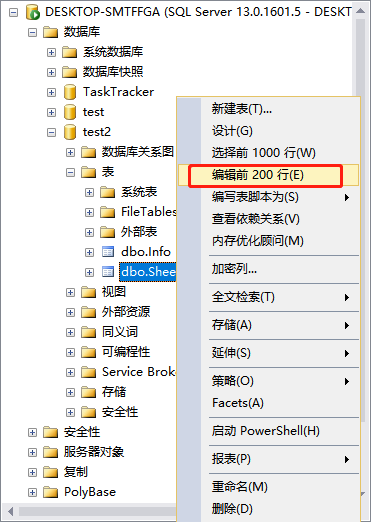 DESKTOP-SMTFFGA (SQL Server 13.0.1601.5 - DESKT
数据库
系统数据库
数据库快照
TaskTracker
test
test2
数据库关系图
表
系统表
FileTables
外部表
dbo.Info
dbo.Shee
视图
外部资源
同义词
可编程性
Service Broke
存储
安全性
安全性
服务器对象
复制
PolyBase
新建表(T)...
设计(G)
选择前 1000 行(W)
编辑前 200 行(E)
编写表脚本为(S)
查看依赖关系(V)
内存优化顾问(M)
加密列...
全文检索(T)
存储(A)
延伸(S)
策略(O)
Facets(A)
启动 PowerShell(H)
报表(P)
重命名(M)
删除(D)